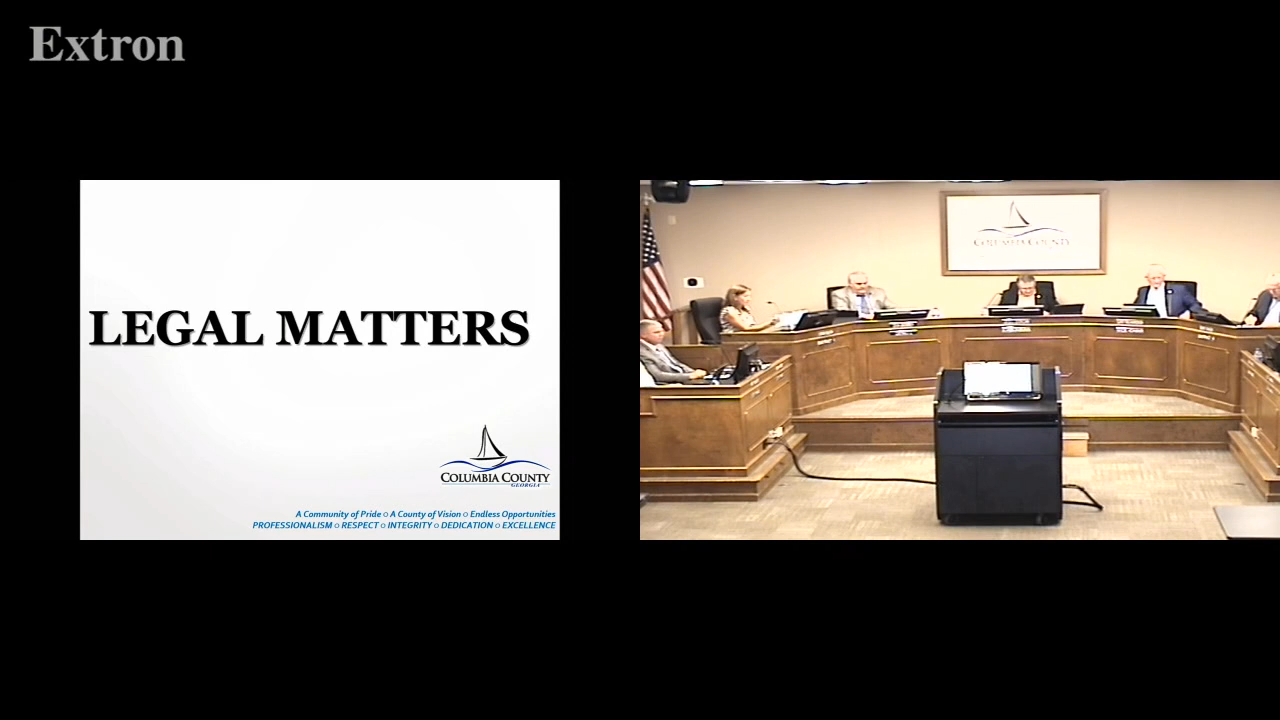 Extron
LEGAL MATTERS
COLUMBIA COUNTY
GEORGIA
A Community of Pride ○ A County of Vision ○ Endless Opportunities
PROFESSIONALISM ○ RESPECT ○ INTEGRITY ○ DEDICATION ○ EXCELLENCE
COLUMBIA COUNTY